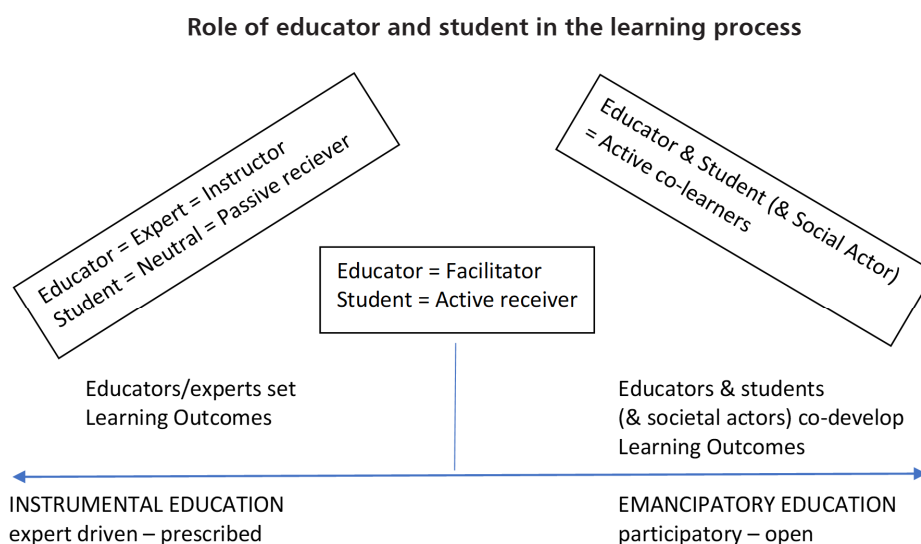 Role of educator and student in the learning process
Educator = Expert = Instructor
Student = Neutral = Passive reciever
Educator & Student (& Social Actor)
= Active co-learners
Educator = Facilitator
Student = Active receiver
Educators/experts set
Learning Outcomes
Educators & students
(& societal actors) co-develop
Learning Outcomes
INSTRUMENTAL EDUCATION
expert driven – prescribed
EMANCIPATORY EDUCATION
participatory – open